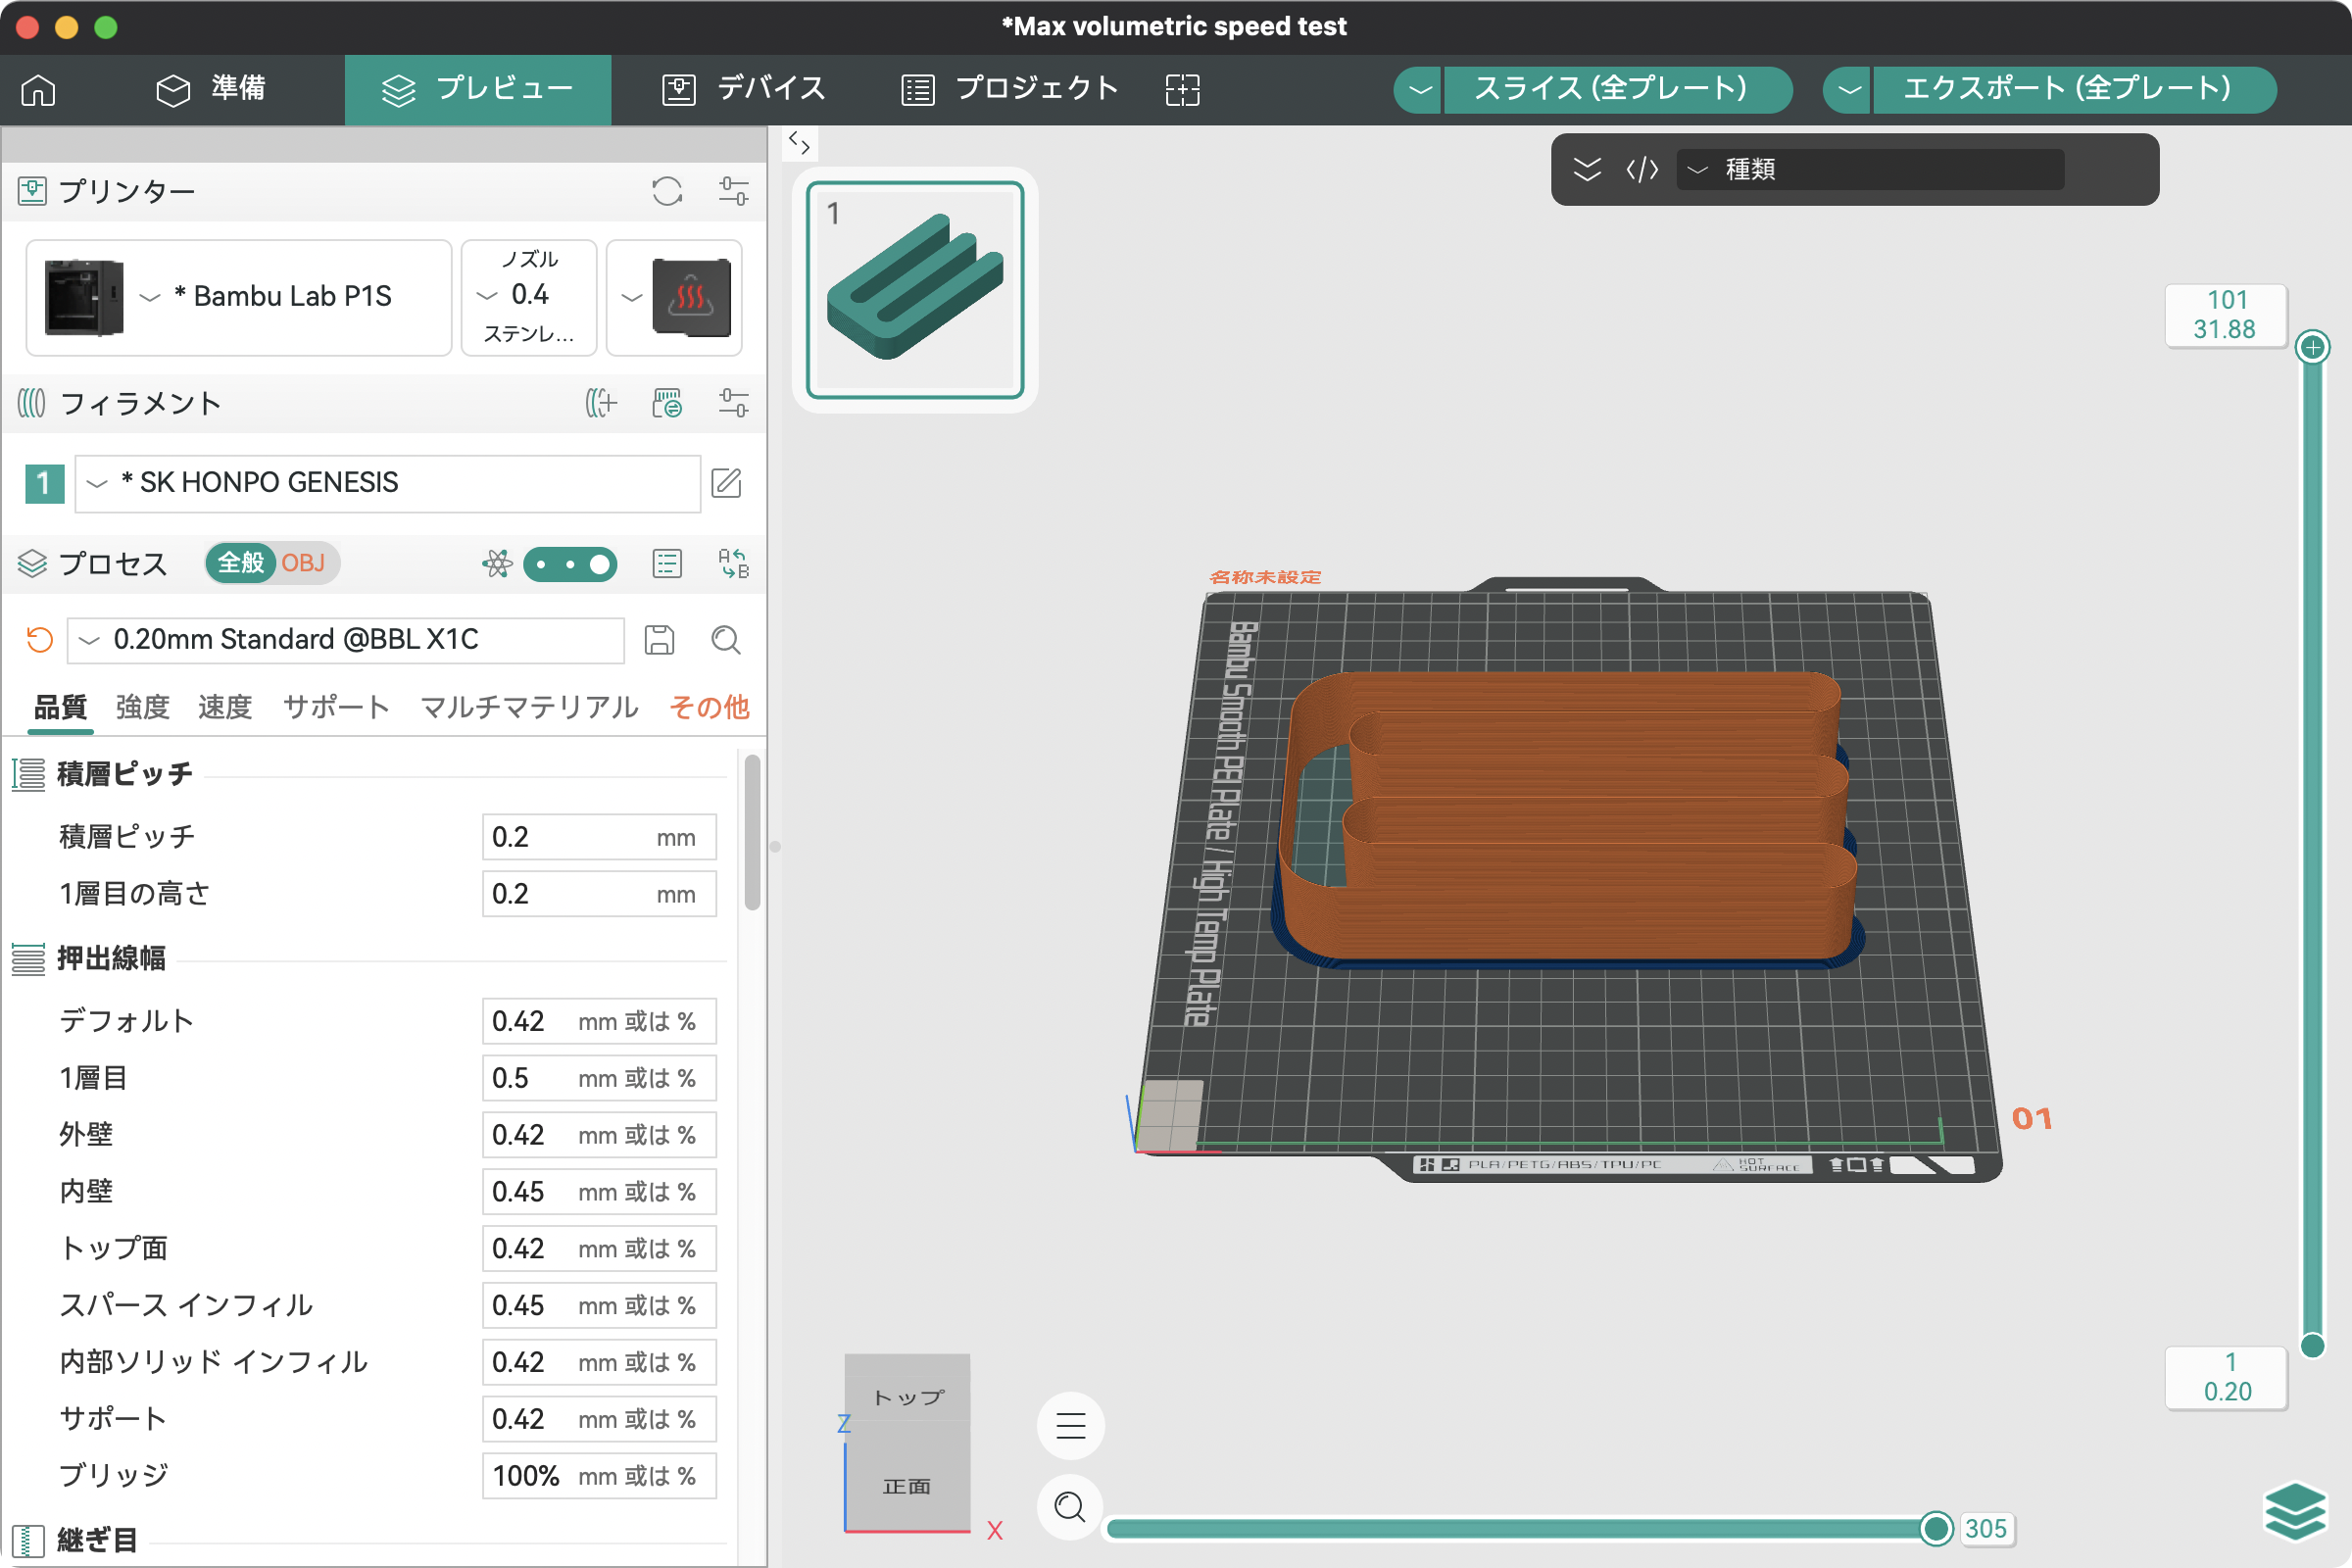 *Max volumetric speed test
準備
プレビュー
デバイス
プロジェクト
スライス (全プレート)
エクスポート (全プレート)
プリンター
* Bambu Lab P1S
ノズル
0.4
ステンレ...
フィラメント
1
* SK HONPO GENESIS
プロセス
全般
OBJ
0.20mm Standard @BBL X1C
品質
強度
速度
サポート
マルチマテリアル
その他
積層ピッチ
積層ピッチ 0.2 mm
1層目の高さ 0.2 mm
押出線幅
デフォルト 0.42 mm 或は %
1層目 0.5 mm 或は %
外壁 0.42 mm 或は %
内壁 0.45 mm 或は %
トップ面 0.42 mm 或は %
スパース インフィル 0.45 mm 或は %
内部ソリッド インフィル 0.42 mm 或は %
サポート 0.42 mm 或は %
ブリッジ 100% mm 或は %
継ぎ目
1
種類
101
31.88
名称未設定
Bambu Smooth PEI Plate / High Temp Plate
01
PLA/PETG/ABS/TPU/PC
HOT
SURFACE
1
0.20
トップ
正面
Z
X
305